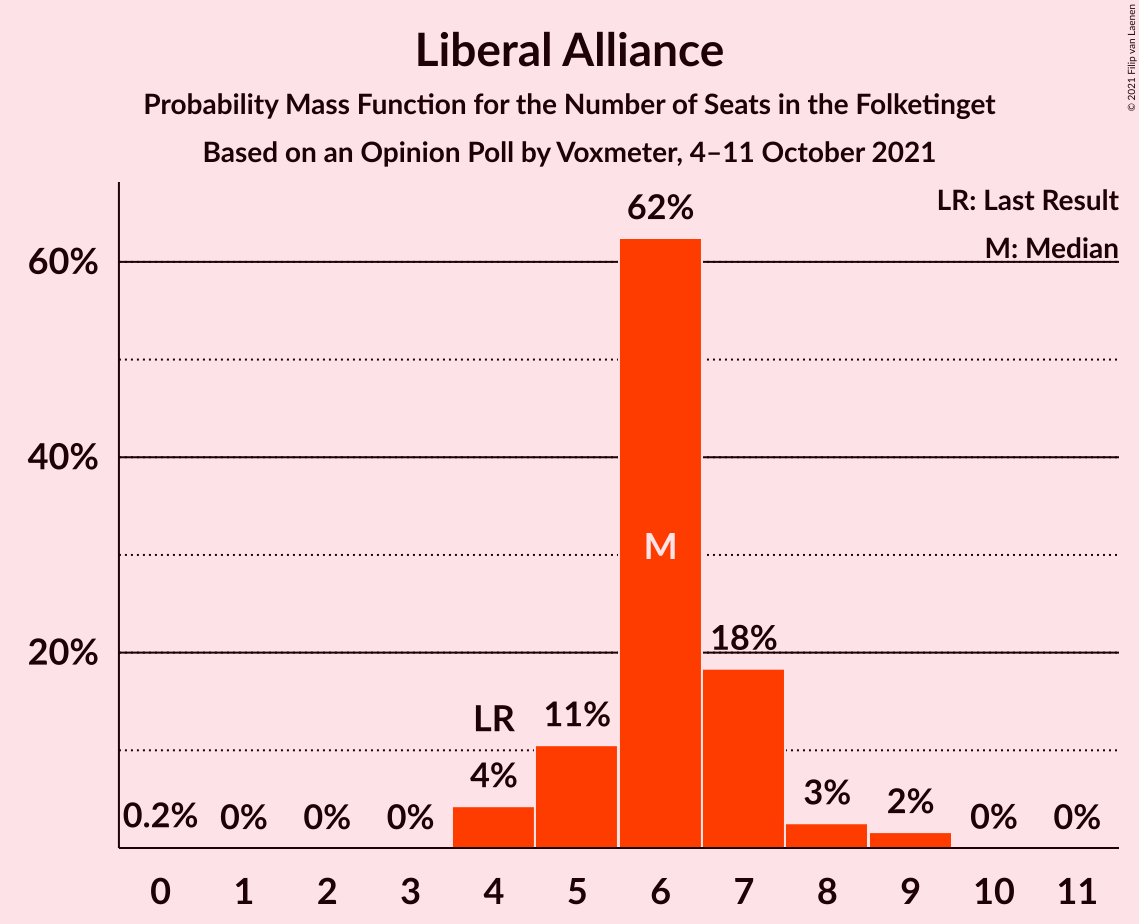 Liberal Alliance
Probability Mass Function for the Number of Seats in the Folketinget
Based on an Opinion Poll by Voxmeter, 4–11 October 2021
© 2021 Filip van Laenen
LR: Last Result
M: Median
60%
40%
20%
0.2%
0%
0%
0%
LR
4%
11%
62%
M
18%
3%
2%
0%
0%
0 1 2 3 4 5 6 7 8 9 10 11